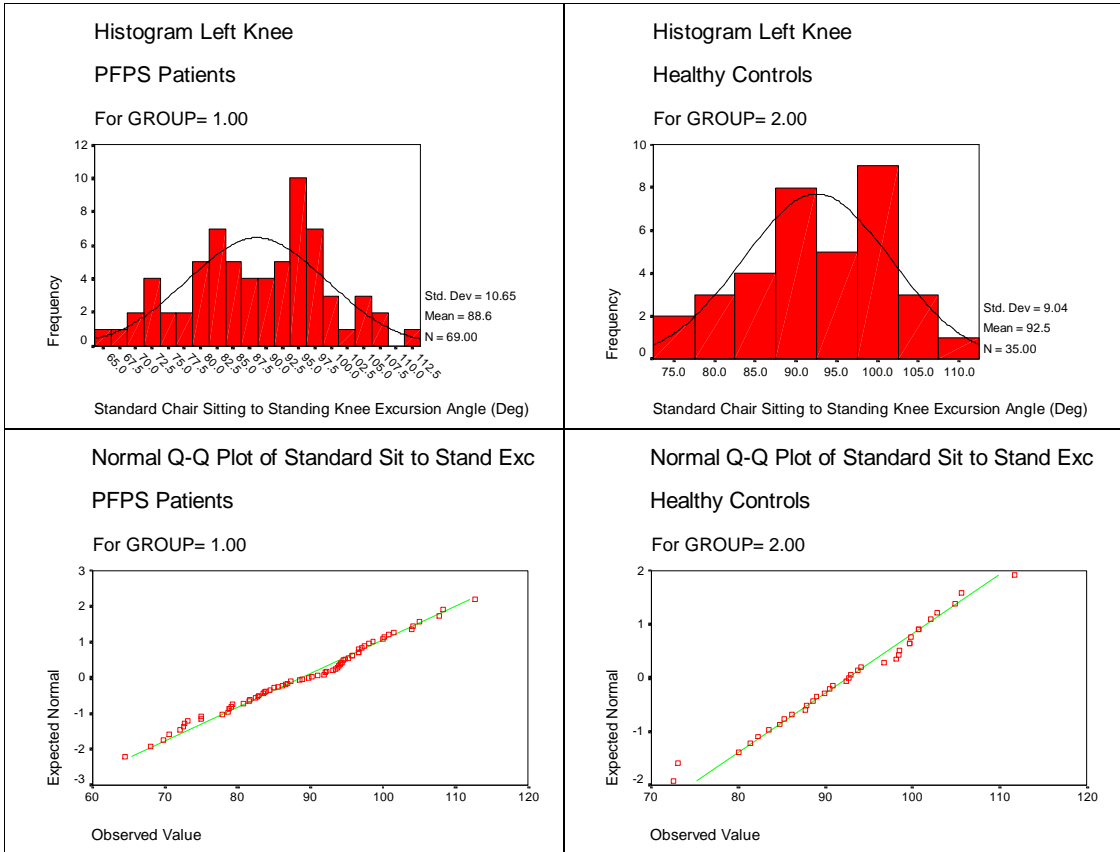 Histogram Left Knee
PFPS Patients
For GROUP= 1.00
12
10
8
6
4
2
0
Frequency
65.0
67.5
70.0
72.5
75.0
77.5
80.0
82.5
85.0
87.5
90.0
92.5
95.0
97.5
100.0
102.5
105.0
107.5
110.0
112.5
Std. Dev = 10.65
Mean = 88.6
N = 69.00
Standard Chair Sitting to Standing Knee Excursion Angle (Deg)
Histogram Left Knee
Healthy Controls
For GROUP= 2.00
10
8
6
4
2
0
Frequency
75.0 80.0 85.0 90.0 95.0 100.0 105.0 110.0
Std. Dev = 9.04
Mean = 92.5
N = 35.00
Standard Chair Sitting to Standing Knee Excursion Angle (Deg)
Normal Q-Q Plot of Standard Sit to Stand Exc
PFPS Patients
For GROUP= 1.00
3
2
1
0
-1
-2
-3
Expected Normal
60 70 80 90 100 110 120
Observed Value
Normal Q-Q Plot of Standard Sit to Stand Exc
Healthy Controls
For GROUP= 2.00
2
1
0
-1
-2
Expected Normal
70 80 90 100 110 120
Observed Value